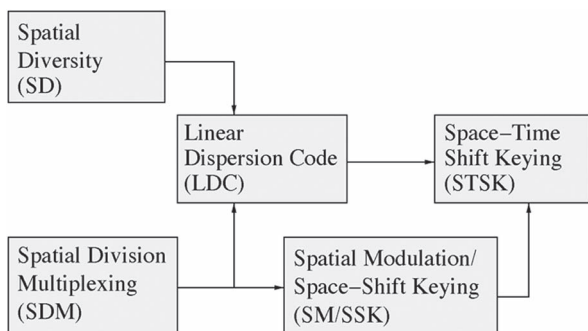 Spatial
Diversity
(SD)
Linear
Dispersion Code
(LDC)
Space–Time
Shift Keying
(STSK)
Spatial Division
Multiplexing
(SDM)
Spatial Modulation/
Space–Shift Keying
(SM/SSK)